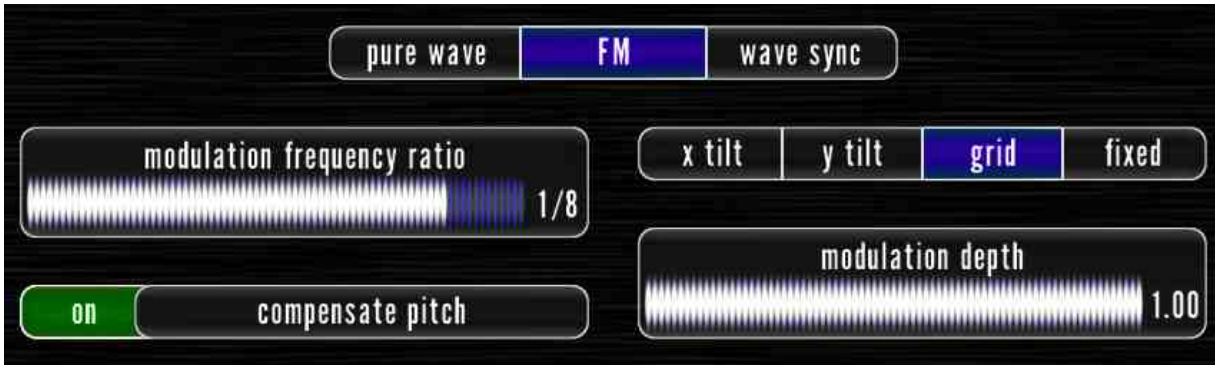 pure wave FM wave sync
modulation frequency ratio
1/8
x tilt y tilt grid fixed
on compensate pitch
modulation depth
1.00